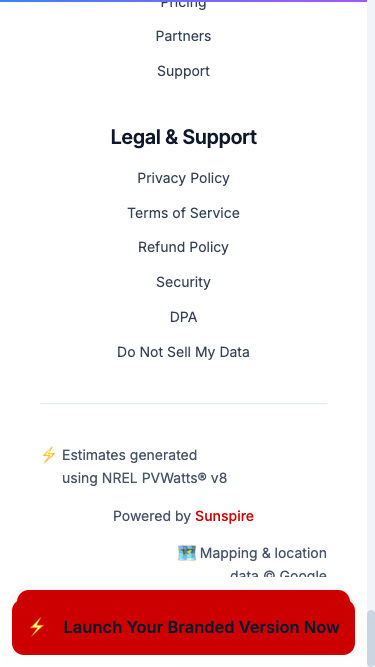 Pricing
Partners
Support
Legal & Support
Privacy Policy
Terms of Service
Refund Policy
Security
DPA
Do Not Sell My Data
⚡ Estimates generated
using NREL PVWatts® v8
Powered by Sunspire
🗺️ Mapping & location
data © Google
⚡ Launch Your Branded Version Now